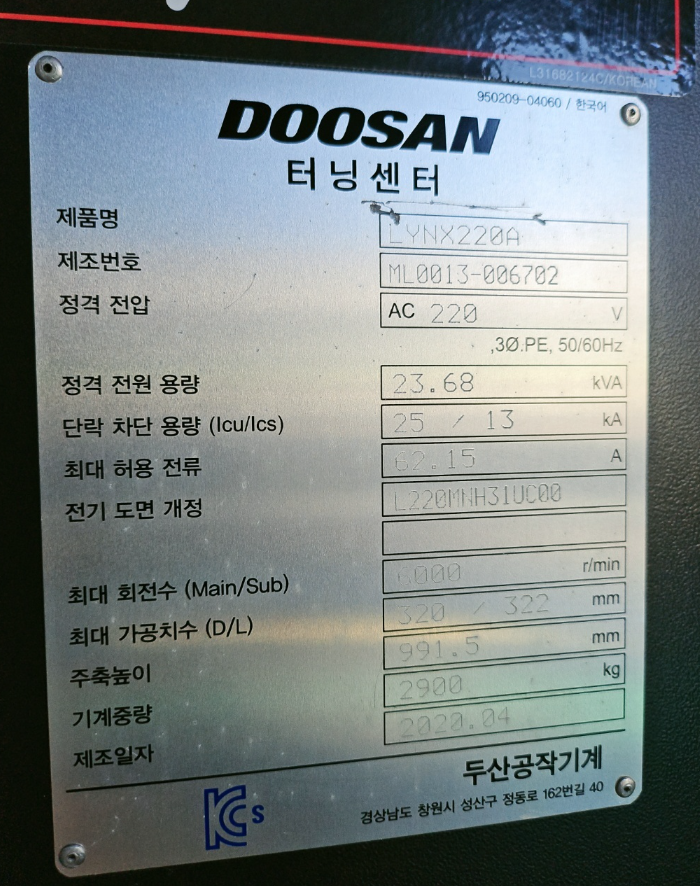 L31682124C/KOREAN
950209-04060 / 한국어
DOOSAN
터닝센터
제품명 LYNX220A
제조번호 ML0013-006702
정격 전압 AC 220 V
,3Ø.PE, 50/60Hz
정격 전원 용량 23.68 kVA
단락 차단 용량 (Icu/Ics) 25 / 13 kA
최대 허용 전류 62.15 A
전기 도면 개정 L220MNH31UC00
최대 회전수 (Main/Sub) 6000 r/min
최대 가공치수 (D/L) 320 / 322 mm
주축높이 991.5 mm
기계중량 2900 kg
제조일자 2020.04
두산공작기계
경상남도 창원시 성산구 정동로 162번길 40
KCs